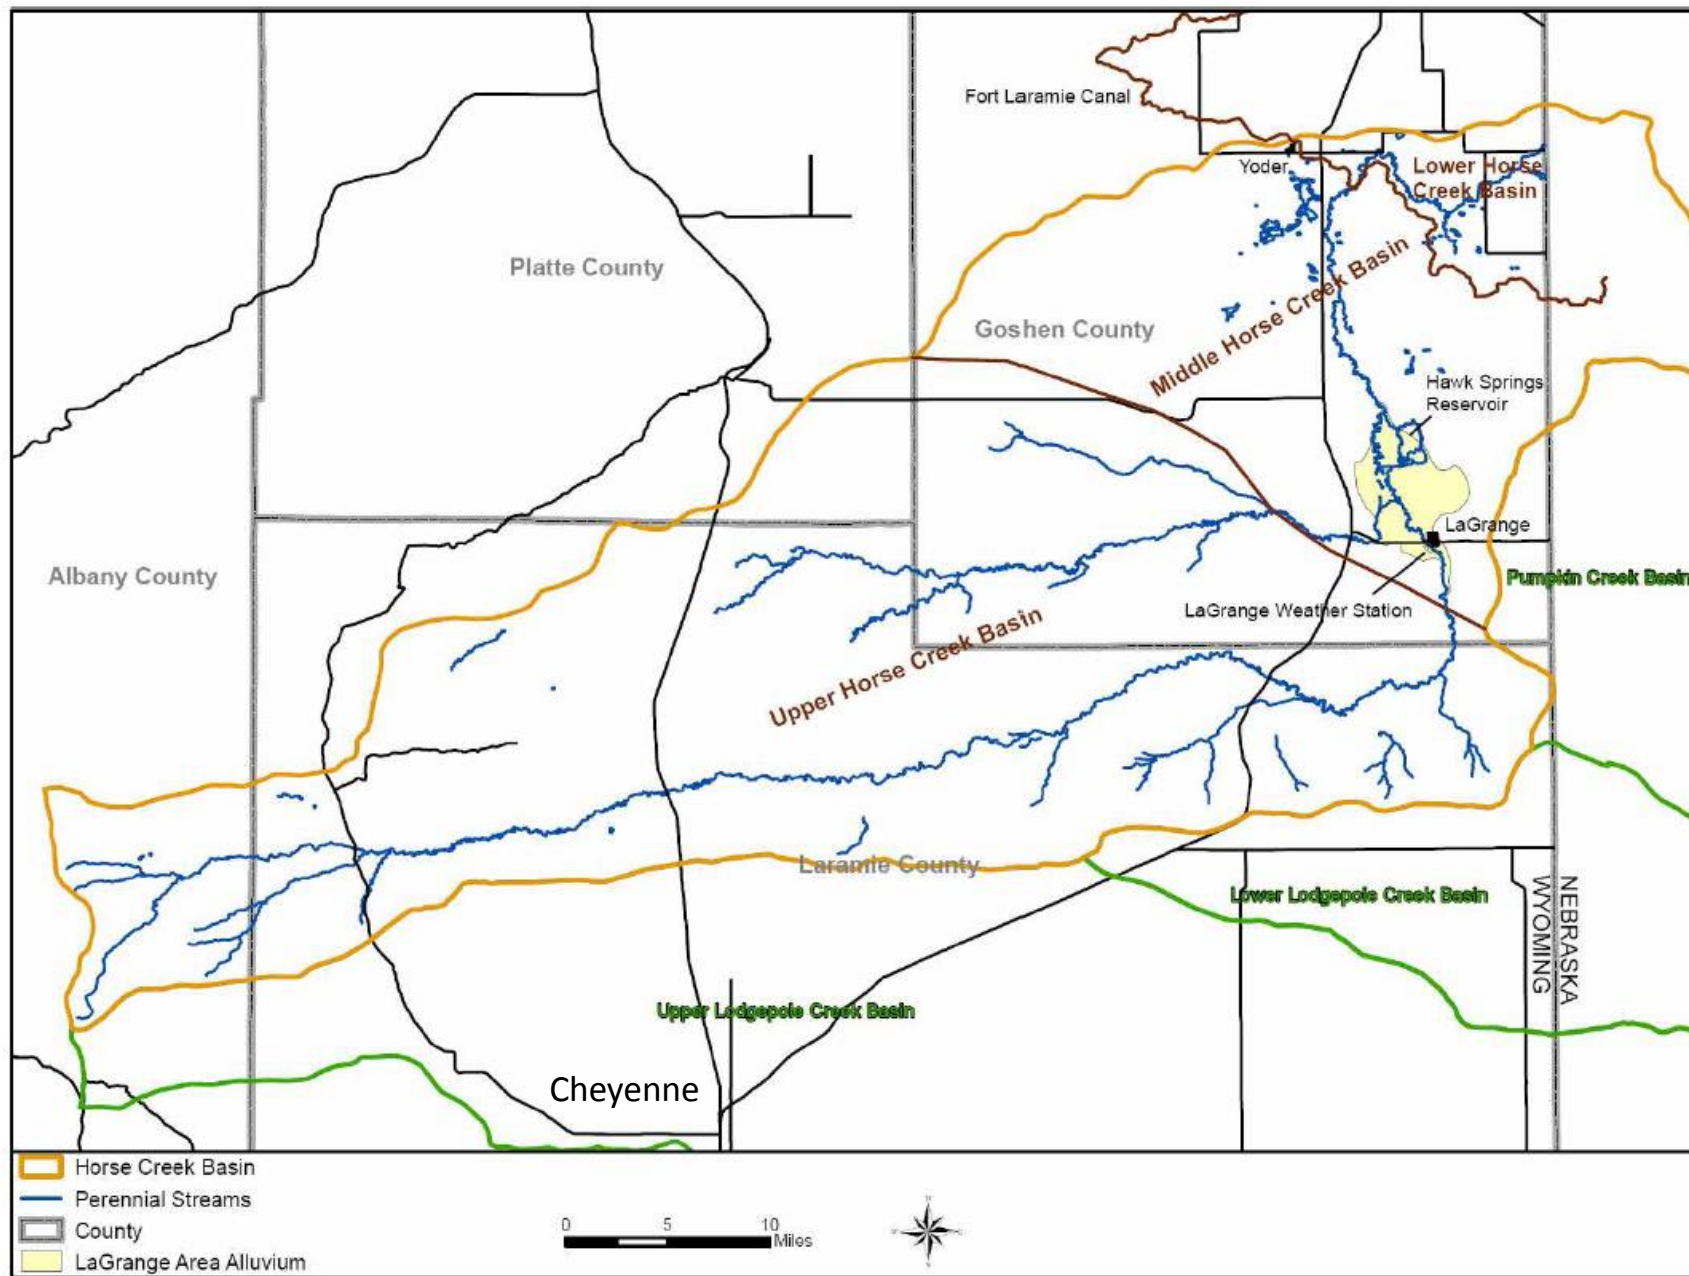 Fort Laramie Canal
Yoder
Lower Horse
Creek Basin
Platte County
Goshen County
Middle Horse Creek Basin
Hawk Springs
Reservoir
LaGrange
Albany County
Pumpkin Creek Basin
LaGrange Weather Station
Upper Horse Creek Basin
Laramie County
Lower Lodgepole Creek Basin
NEBRASKA
WYOMING
Upper Lodgepole Creek Basin
Cheyenne
Horse Creek Basin
Perennial Streams
County
LaGrange Area Alluvium
0 5 10
Miles